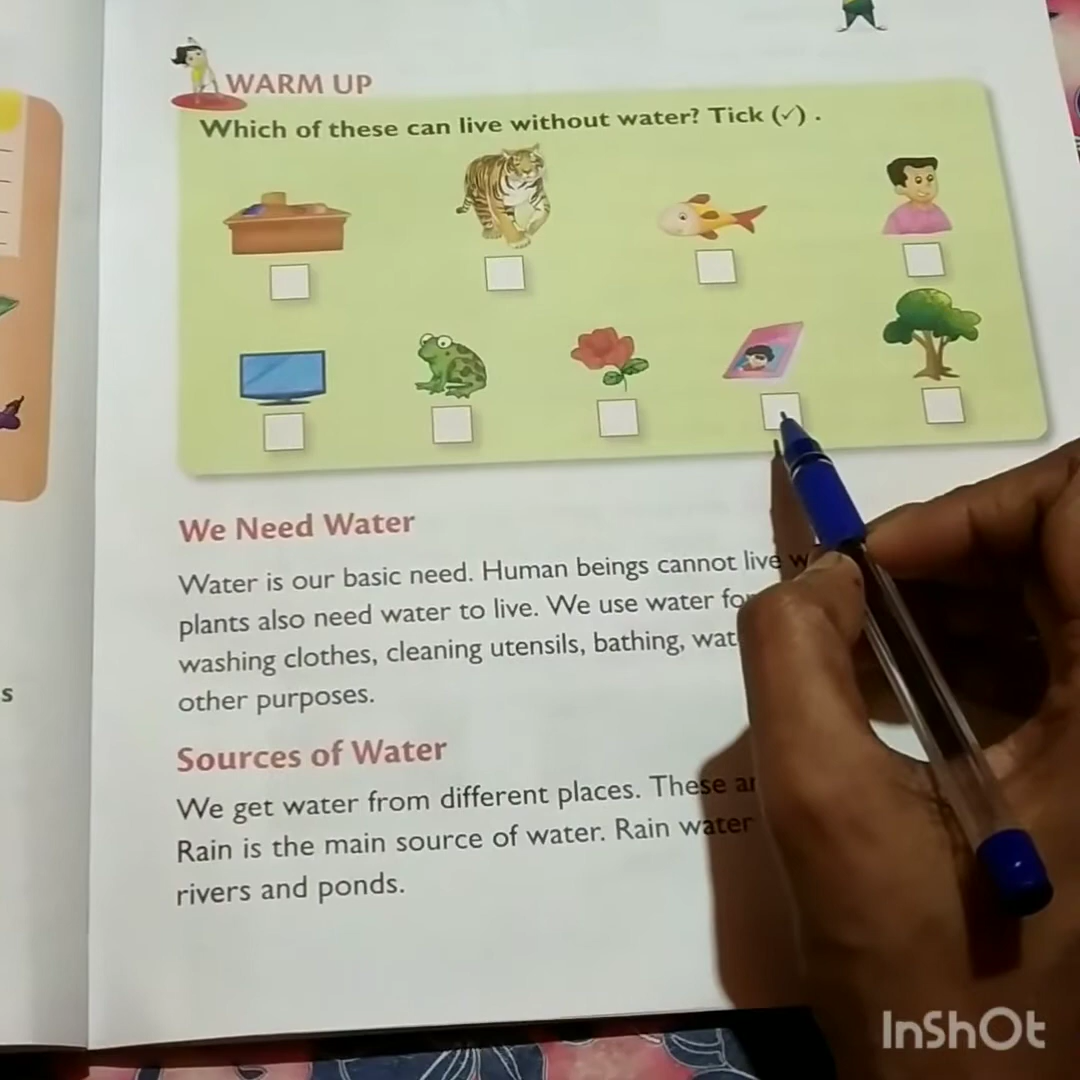 WARM UP
Which of these can live without water? Tick (✓) .
We Need Water
Water is our basic need. Human beings cannot live
plants also need water to live. We use water for
washing clothes, cleaning utensils, bathing,
other purposes.
s
Sources of Water
We get water from different places. These
Rain is the main source of water. Rain water
rivers and ponds.
InShOt